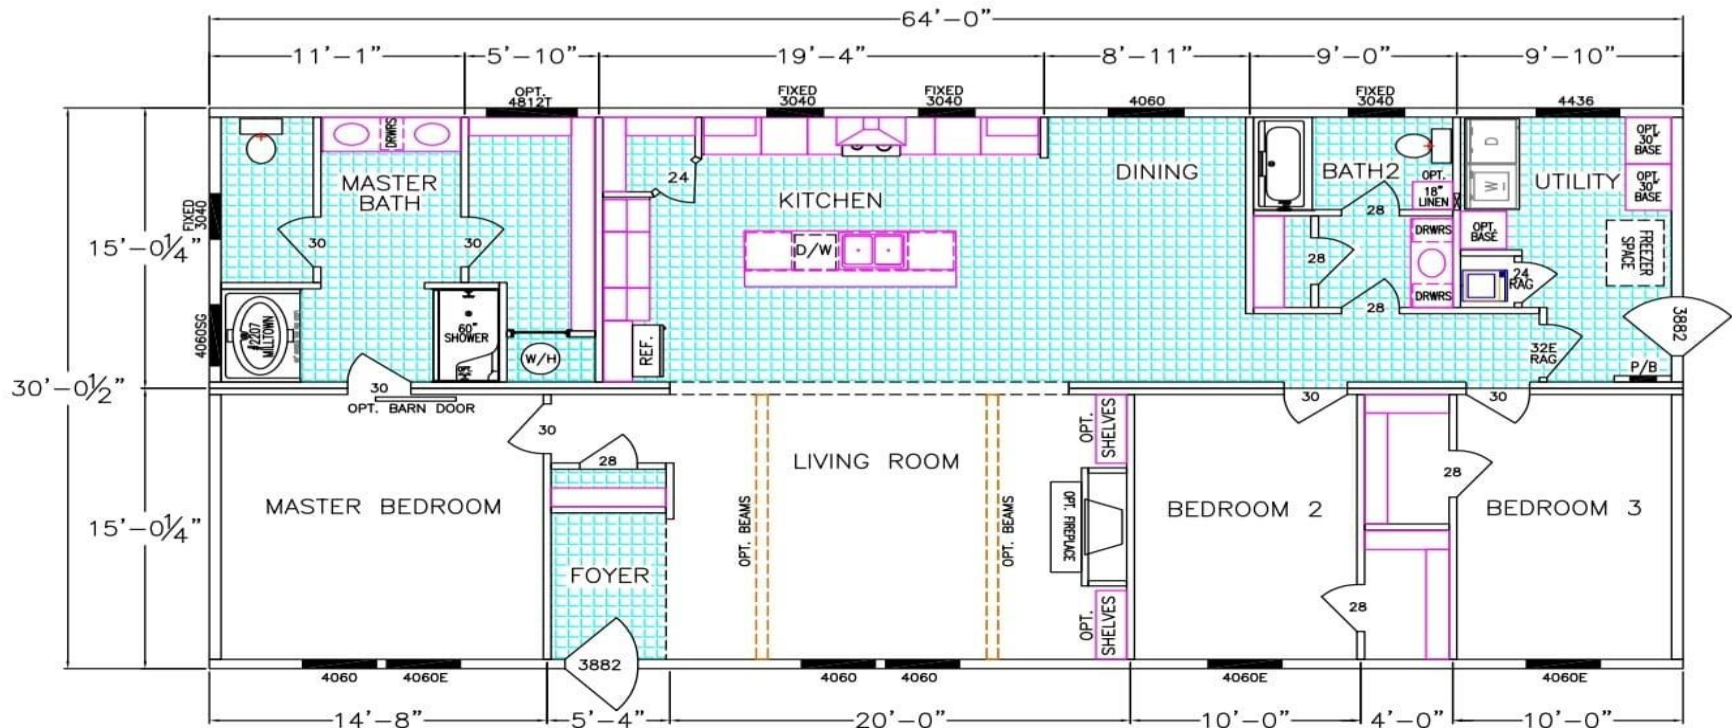 64'-0"
11'-1"
5'-10"
19'-4"
8'-11"
9'-0"
9'-10"
OPT.
4812T
FIXED
3040
FIXED
3040
4060
FIXED
3040
4436
DRWRS
MASTER
BATH
30
30
FIXED
3040
4060SG
#2207
MILLTOWN
60"
SHOWER
OPT.
W/H
24
KITCHEN
D/W
REF.
DINING
BATH2
OPT.
18"
LINEN
28
28
28
DRWRS
DRWRS
D
W
UTILITY
OPT.
30"
BASE
OPT.
30"
BASE
OPT.
BASE
FREEZER
SPACE
24
RAG
32E
RAG
3882
P/B
15'-0¼"
30'-0½"
15'-0¼"
30
OPT. BARN DOOR
30
28
MASTER BEDROOM
FOYER
3882
LIVING ROOM
OPT. BEAMS
OPT. BEAMS
OPT.
SHELVES
OPT. FIREPLACE
OPT.
SHELVES
30
30
BEDROOM 2
28
28
BEDROOM 3
4060
4060E
4060
4060
4060E
4060E
14'-8"
5'-4"
20'-0"
10'-0"
4'-0"
10'-0"